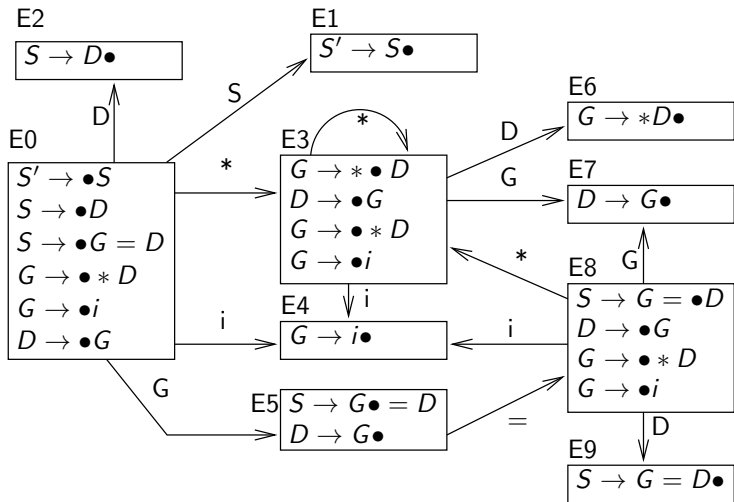 E2
S → D●
E1
S′ → S●
S
D
E0
S′ → ●S
S → ●D
S → ●G = D
G → ● ∗ D
G → ●i
D → ●G
*
i
G
E3
*
G → ∗ ● D
D → ●G
G → ● ∗ D
G → ●i
i
E4
G → i●
E5
S → G● = D
D → G●
=
D
G
E6
G → ∗D●
E7
D → G●
G
*
i
E8
S → G = ●D
D → ●G
G → ● ∗ D
G → ●i
D
E9
S → G = D●